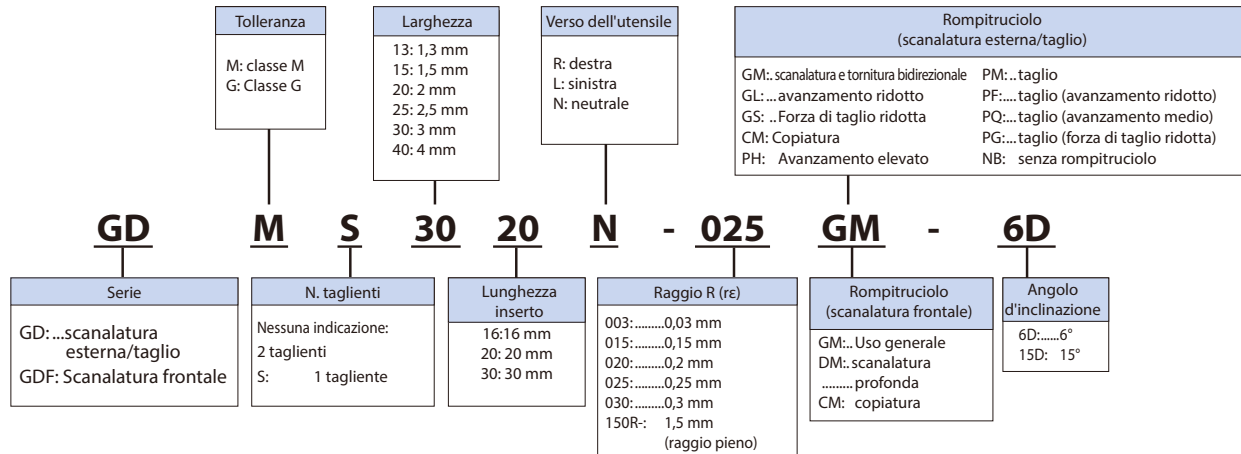 Tolleranza
M: classe M
G: Classe G
Larghezza
13: 1,3 mm
15: 1,5 mm
20: 2 mm
25: 2,5 mm
30: 3 mm
40: 4 mm
Verso dell'utensile
R: destra
L: sinistra
N: neutrale
Rompitruciolo
(scanalatura esterna/taglio)
GM:.. scanalatura e tornitura bidirezionale
GL: ... avanzamento ridotto
GS: .. Forza di taglio ridotta
CM: Copiatura
PH: Avanzamento elevato
PM: .. taglio
PF:.... taglio (avanzamento ridotto)
PQ:... taglio (avanzamento medio)
PG:... taglio (forza di taglio ridotta)
NB: senza rompitruciolo
GD M S 30 20 N - 025 GM - 6D
Serie
GD: ...scanalatura
esterna/taglio
GDF: Scanalatura frontale
N. taglienti
Nessuna indicazione:
2 taglienti
S: 1 tagliente
Lunghezza
inserto
16:16 mm
20: 20 mm
30: 30 mm
Raggio R (rε)
003:.........0,03 mm
015:.........0,15 mm
020:.........0,2 mm
025:.........0,25 mm
030:.........0,3 mm
150R-: 1,5 mm
(raggio pieno)
Rompitruciolo
(scanalatura frontale)
GM:.. Uso generale
DM:.. scanalatura
......... profonda
CM: copiatura
Angolo
d'inclinazione
6D:......6°
15D: 15°